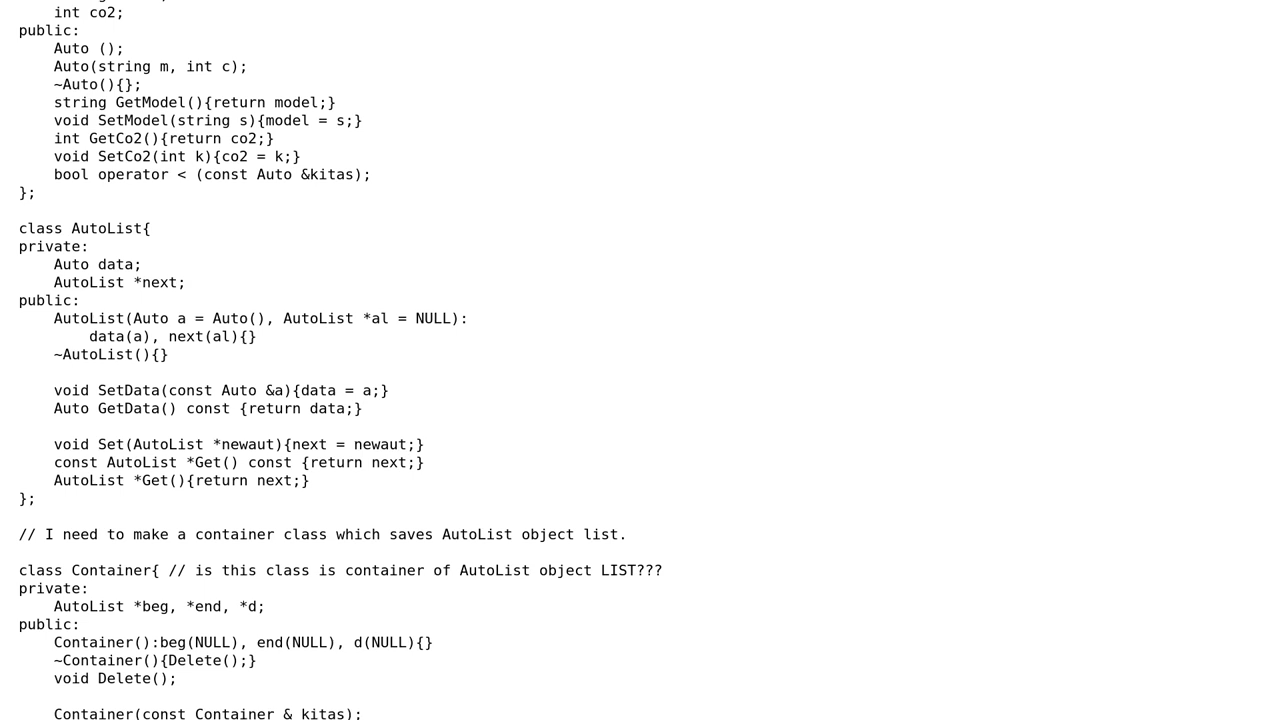 int co2;
public:
Auto ();
Auto(string m, int c);
~Auto(){};
string GetModel(){return model;}
void SetModel(string s){model = s;}
int GetCo2(){return co2;}
void SetCo2(int k){co2 = k;}
bool operator < (const Auto &kitas);
};
class AutoList{
private:
Auto data;
AutoList *next;
public:
AutoList(Auto a = Auto(), AutoList *al = NULL):
data(a), next(al){}
~AutoList(){}
void SetData(const Auto &a){data = a;}
Auto GetData() const {return data;}
void Set(AutoList *newaut){next = newaut;}
const AutoList *Get() const {return next;}
AutoList *Get(){return next;}
};
// I need to make a container class which saves AutoList object list.
class Container{ // is this class is container of AutoList object LIST???
private:
AutoList *beg, *end, *d;
public:
Container():beg(NULL), end(NULL), d(NULL){}
~Container(){Delete();}
void Delete();
Container(const Container & kitas);